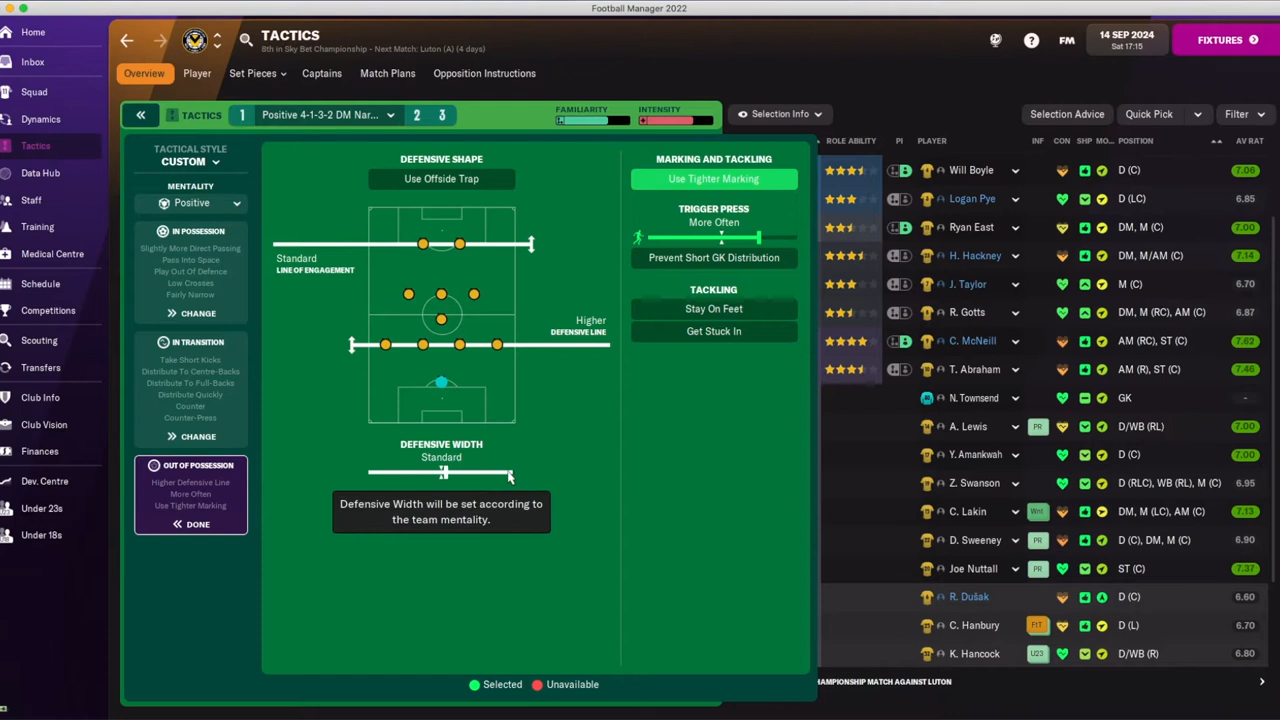 Football Manager 2022
Home
Inbox
Squad
Dynamics
Tactics
Data Hub
Staff
Training
Medical Centre
Schedule
Competitions
Scouting
Transfers
Club Info
Club Vision
Finances
Dev. Centre
Under 23s
Under 18s
TACTICS
8th in Sky Bet Championship - Next Match: Luton (A) (4 days)
FM
14 SEP 2024
Sat 17:15
FIXTURES
Overview
Player
Set Pieces
Captains
Match Plans
Opposition Instructions
TACTICS
1
Positive 4-1-3-2 DM Nar...
2
3
FAMILIARITY
INTENSITY
Selection Info
Selection Advice
Quick Pick
Filter
TACTICAL STYLE
CUSTOM
MENTALITY
Positive
IN POSSESSION
Slightly More Direct Passing
Pass Into Space
Play Out Of Defence
Low Crosses
Fairly Narrow
CHANGE
IN TRANSITION
Take Short Kicks
Distribute To Centre-Backs
Distribute To Full-Backs
Distribute Quickly
Counter
Counter-Press
CHANGE
OUT OF POSSESSION
Higher Defensive Line
More Often
Use Tighter Marking
DONE
DEFENSIVE SHAPE
Use Offside Trap
Standard
LINE OF ENGAGEMENT
Higher
DEFENSIVE LINE
DEFENSIVE WIDTH
Standard
Defensive Width will be set according
to the team mentality.
MARKING AND TACKLING
Use Tighter Marking
TRIGGER PRESS
More Often
Prevent Short GK Distribution
TACKLING
Stay On Feet
Get Stuck In
Selected
Unavailable
ROLE ABILITY PI PLAYER INF CON SHP MO... POSITION AV RAT
Will Boyle D (C) 7.06
Logan Pye D (LC) 6.85
Ryan East DM, M (C) 7.00
H. Hackney DM, M/AM (C) 7.14
J. Taylor M (C) 6.70
R. Gotts DM, M (RC), AM (C) 6.87
C. McNeill AM (RC), ST (C) 7.62
T. Abraham AM (R), ST (C) 7.46
N. Townsend GK -
A. Lewis PR D/WB (RL) 7.00
Y. Amankwah D (C) 7.00
Z. Swanson D (RLC), WB (RL), M (C) 6.95
C. Lakin Wnt DM, M (LC), AM (C) 7.13
D. Sweeney PR D (C), DM, M (C) 6.90
Joe Nuttall PR ST (C) 7.37
R. Dušak D (C) 6.60
C. Hanbury FtT D (L) 6.70
K. Hancock U23 D/WB (R) 6.80
CHAMPIONSHIP MATCH AGAINST LUTON